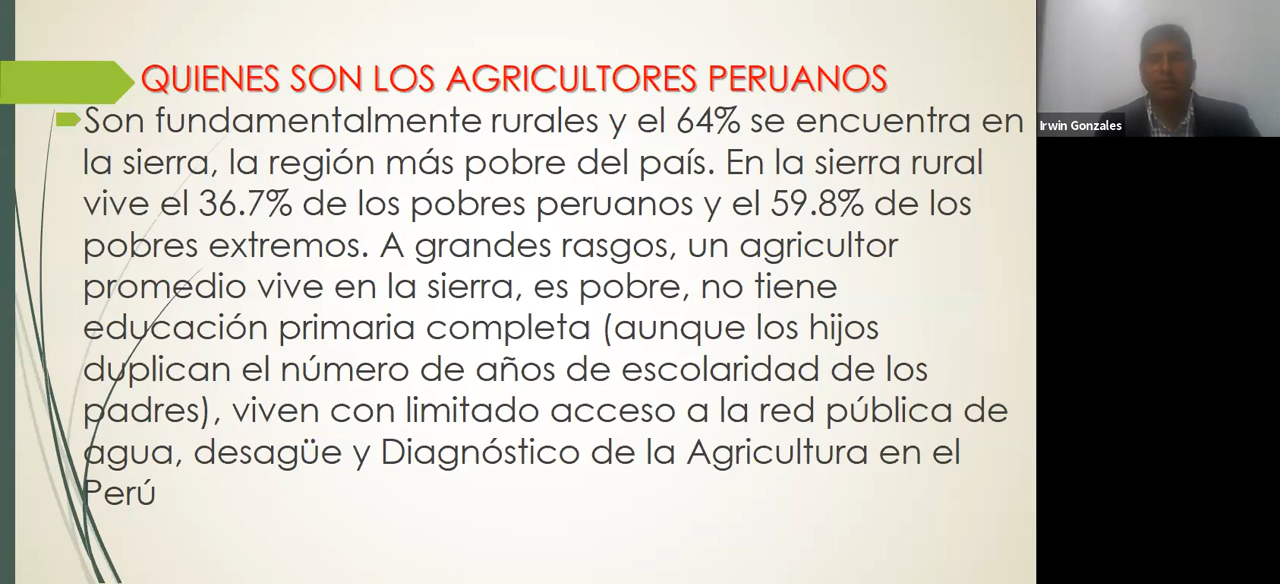 QUIENES SON LOS AGRICULTORES PERUANOS
Son fundamentalmente rurales y el 64% se encuentra en
la sierra, la región más pobre del país. En la sierra rural
vive el 36.7% de los pobres peruanos y el 59.8% de los
pobres extremos. A grandes rasgos, un agricultor
promedio vive en la sierra, es pobre, no tiene
educación primaria completa (aunque los hijos
duplican el número de años de escolaridad de los
padres), viven con limitado acceso a la red pública de
agua, desagüe y Diagnóstico de la Agricultura en el
Perú
Irwin Gonzales